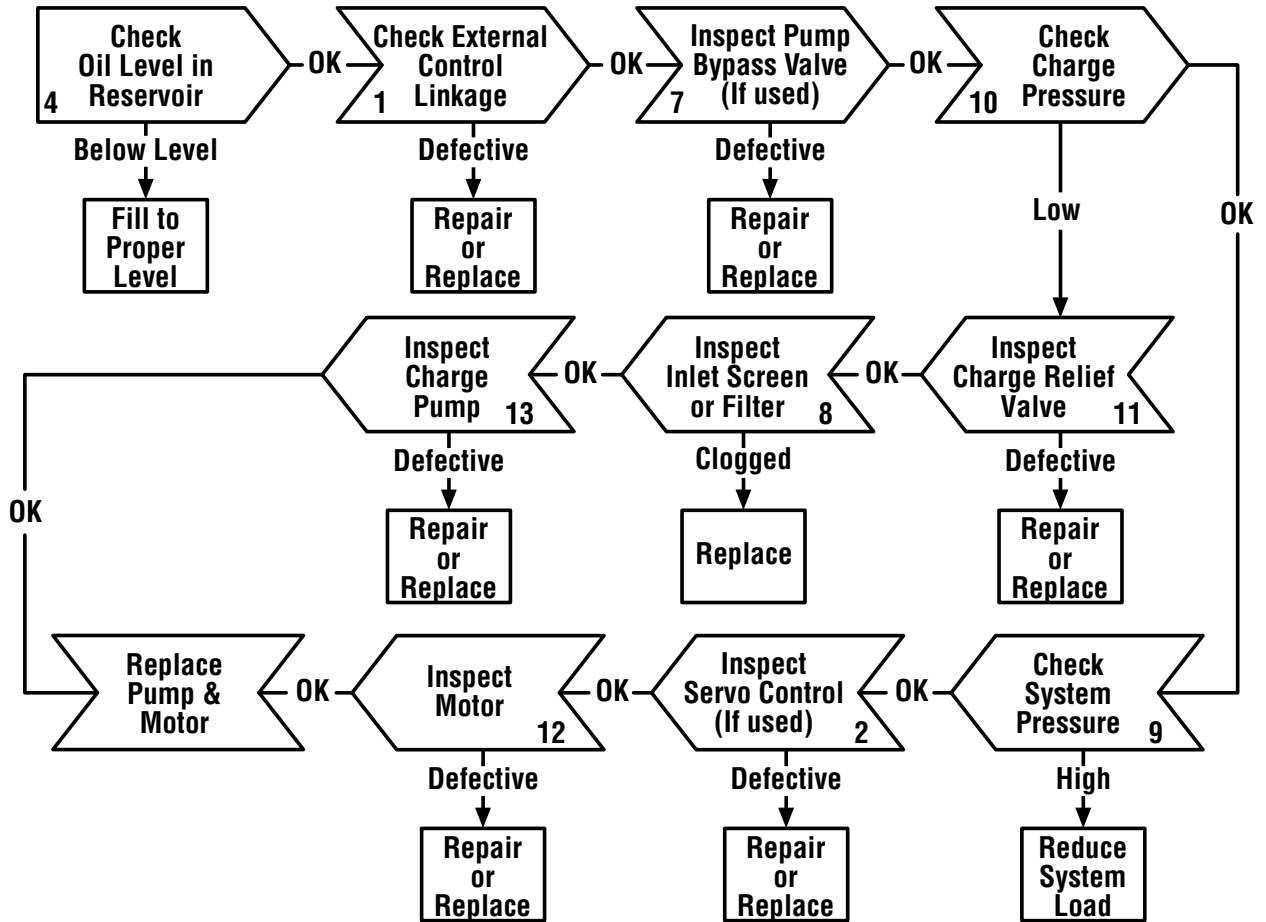 Check
Oil Level in
Reservoir
4
OK
Check External
Control
Linkage
1
OK
Inspect Pump
Bypass Valve
(If used)
7
OK
Check
Charge
Pressure
10
Below Level
Defective
Defective
Low
OK
Fill to
Proper
Level
Repair
or
Replace
Repair
or
Replace
Inspect
Charge Relief
Valve
11
OK
Inspect
Inlet Screen
or Filter
8
OK
Inspect
Charge
Pump
13
Defective
Clogged
Defective
OK
Repair
or
Replace
Replace
Repair
or
Replace
Check
System
Pressure
9
OK
Inspect
Servo Control
(If used)
2
OK
Inspect
Motor
12
OK
Replace
Pump &
Motor
High
Defective
Defective
Reduce
System
Load
Repair
or
Replace
Repair
or
Replace